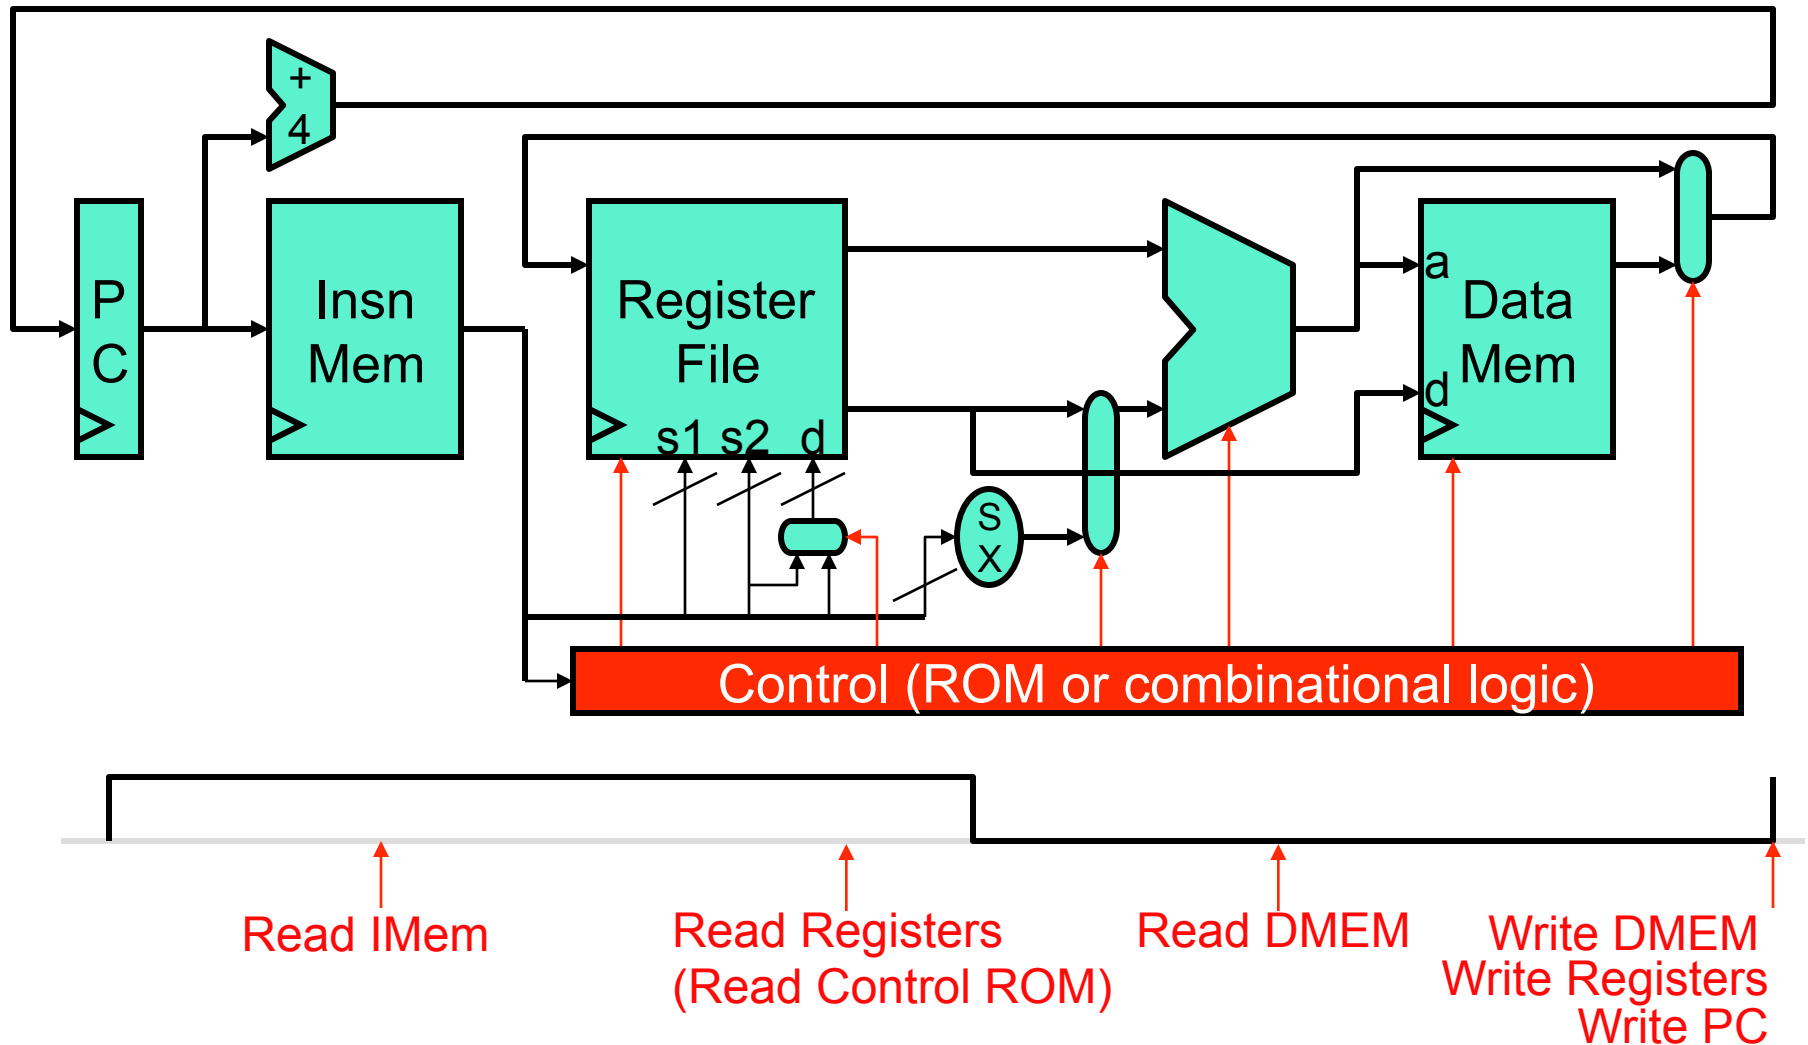 +
4
P
C
Insn
Mem
Register
File
s1 s2 d
a
Data
Mem
d
S
X
Control (ROM or combinational logic)
Read IMem
Read Registers
(Read Control ROM)
Read DMEM
Write DMEM
Write Registers
Write PC